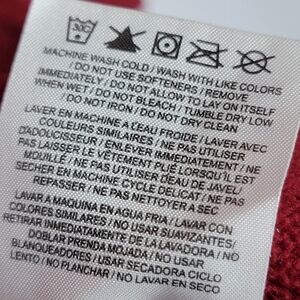 MACHINE WASH COLD / WASH WITH LIKE COLORS
/ DO NOT USE SOFTENERS / REMOVE
IMMEDIATELY / DO NOT ALLOW TO LAY ON ITSELF
WHEN WET / DO NOT BLEACH / TUMBLE DRY LOW
/ DO NOT IRON / DO NOT DRY CLEAN
LAVER EN MACHINE À L'EAU FROIDE / LAVER AVEC
COULEURS SIMILAIRES / NE PAS UTILISER
D'ADOUCISSEUR / ENLEVER IMMÉDIATEMENT / NE
PAS LAISSER LE VÊTEMENT PLIÉ LORSQU'IL EST
MOUILLÉ / NE PAS UTILISER L'EAU DE JAVEL /
SÉCHER EN MACHINE CYCLE DELICAT / NE PAS
REPASSER / NE PAS NETTOYER A SEC
LAVAR A MAQUINA EN AGUA FRIA / LAVAR CON
COLORES SIMILARES / NO USAR SUAVIZANTES /
RETIRAR INMEDIATAMENTE DE LA LAVADORA / NO
DOBLAR PRENDA MOJADA / NO USAR
BLANQUEADORES / USAR SECADORA CICLO
LENTO / NO PLANCHAR / NO LAVAR EN SECO